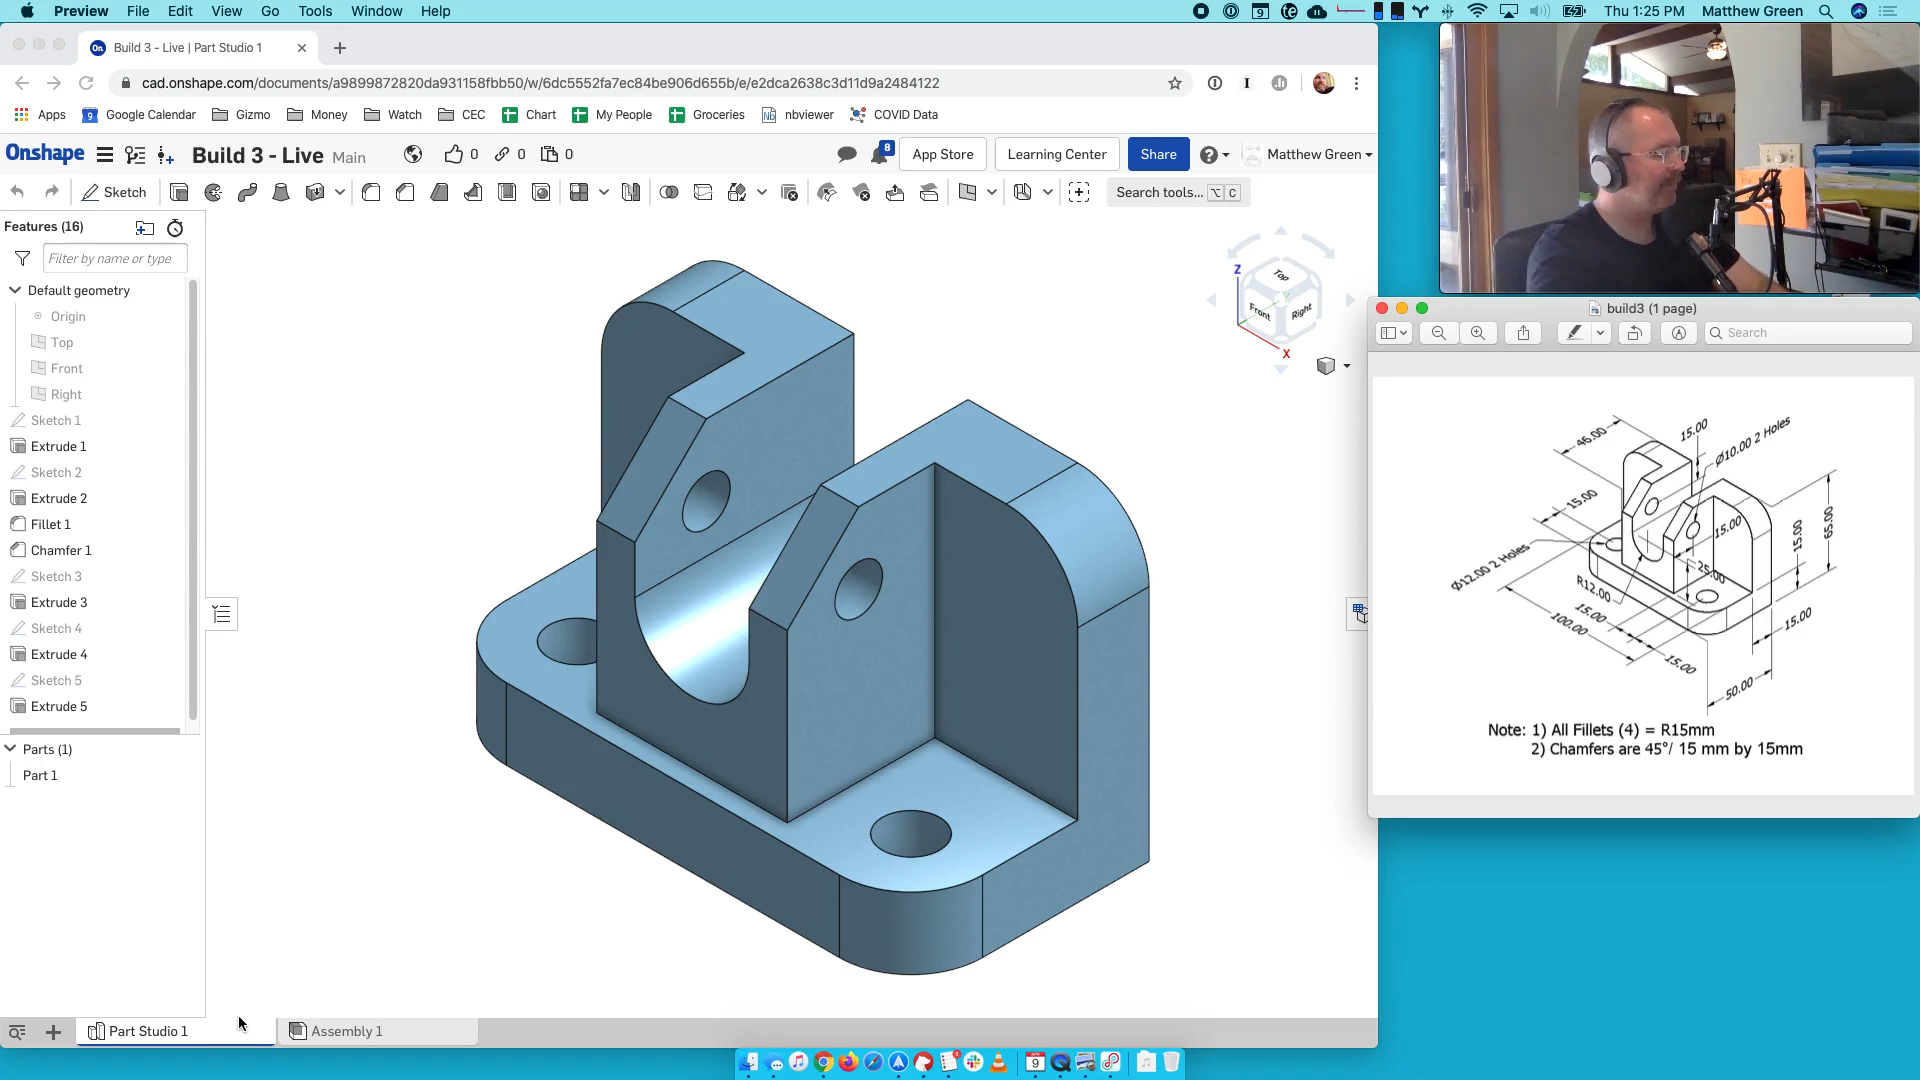 Preview File Edit View Go Tools Window Help
9 Thu 1:25 PM Matthew Green
On Build 3 - Live | Part Studio 1
cad.onshape.com/documents/a9899872820da931158fbb50/w/6dc5552fa7ec84be906d655b/e/e2dca2638c3d11d9a2484122
Apps Google Calendar Gizmo Money Watch CEC Chart My People Groceries nbviewer COVID Data
Onshape Build 3 - Live Main 0 0 0 8 App Store Learning Center Share Matthew Green
Sketch Search tools... ⌥ C
Features (16)
Filter by name or type
Default geometry
Origin
Top
Front
Right
Sketch 1
Extrude 1
Sketch 2
Extrude 2
Fillet 1
Chamfer 1
Sketch 3
Extrude 3
Sketch 4
Extrude 4
Sketch 5
Extrude 5
Parts (1)
Part 1
Z
Top
Front
Right
X
build3 (1 page)
Search
46.00
15.00
Ø10.00 2 Holes
15.00
15.00
15.00
65.00
Ø12.00 2 Holes
25.00
R12.00
15.00
100.00
15.00
15.00
50.00
Note: 1) All Fillets (4) = R15mm
2) Chamfers are 45°/ 15 mm by 15mm
Part Studio 1
Assembly 1
9